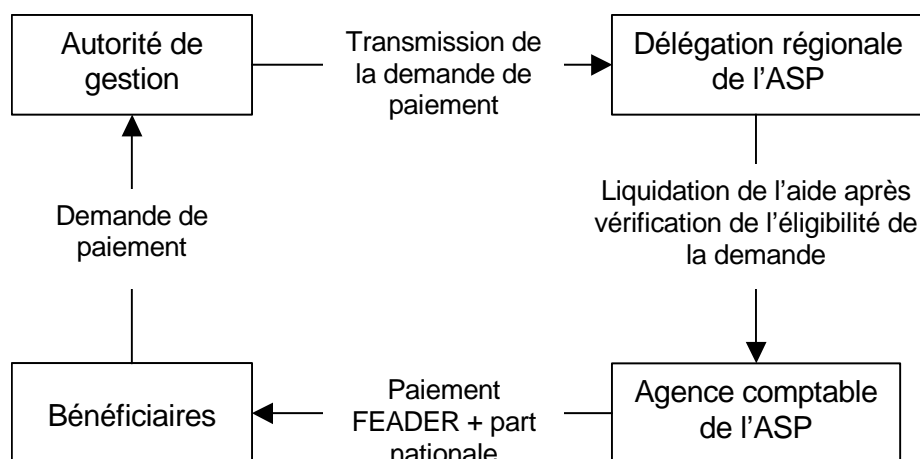 Autorité de
gestion
Transmission de
la demande de
paiement
Délégation régionale
de l’ASP
Demande de
paiement
Liquidation de l’aide après
vérification de l’éligibilité de
la demande
Bénéficiaires
Paiement
FEADER + part
nationale
Agence comptable
de l’ASP